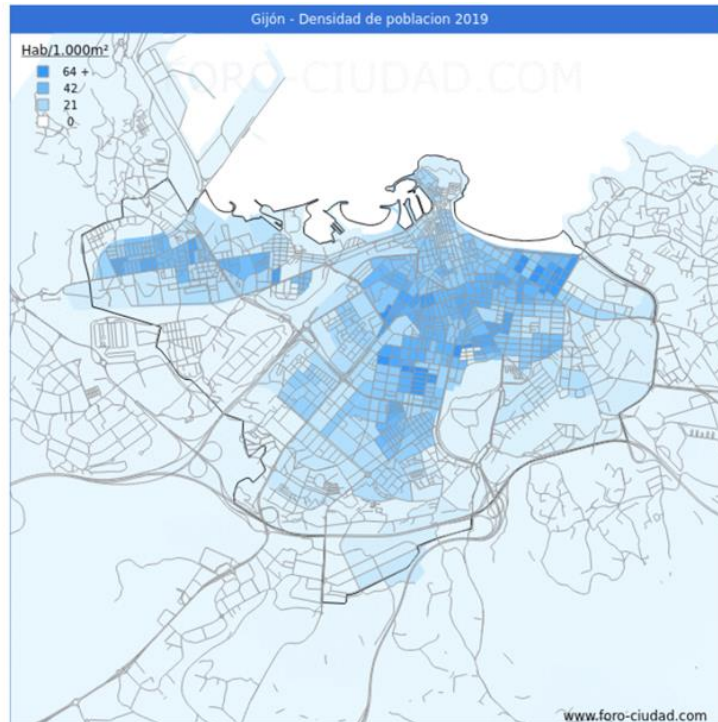 Gijón - Densidad de poblacion 2019
Hab/1.000m²
64 +
42
21
0
FORO-CIUDAD.COM
www.foro-ciudad.com